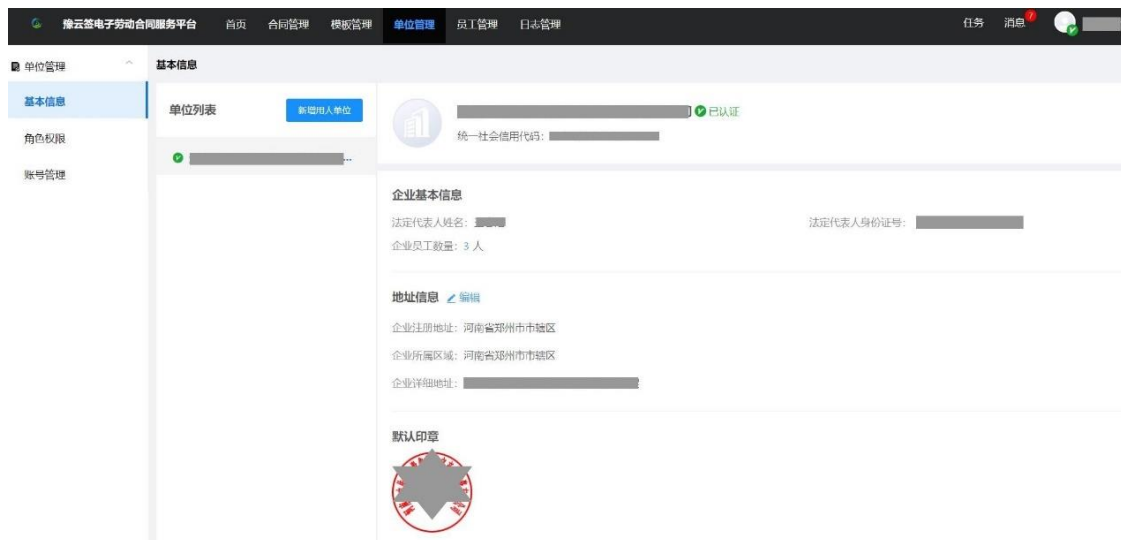 豫云签电子劳动合同服务平台 首页 合同管理 模板管理 单位管理 员工管理 日志管理 任务 消息 7
单位管理
基本信息
角色权限
账号管理
基本信息
单位列表 新增用人单位
...
已认证
统一社会信用代码:
企业基本信息
法定代表人姓名: 法定代表人身份证号:
企业员工数量: 3 人
地址信息 编辑
企业注册地址: 河南省郑州市市辖区
企业所属区域: 河南省郑州市市辖区
企业详细地址:
默认印章